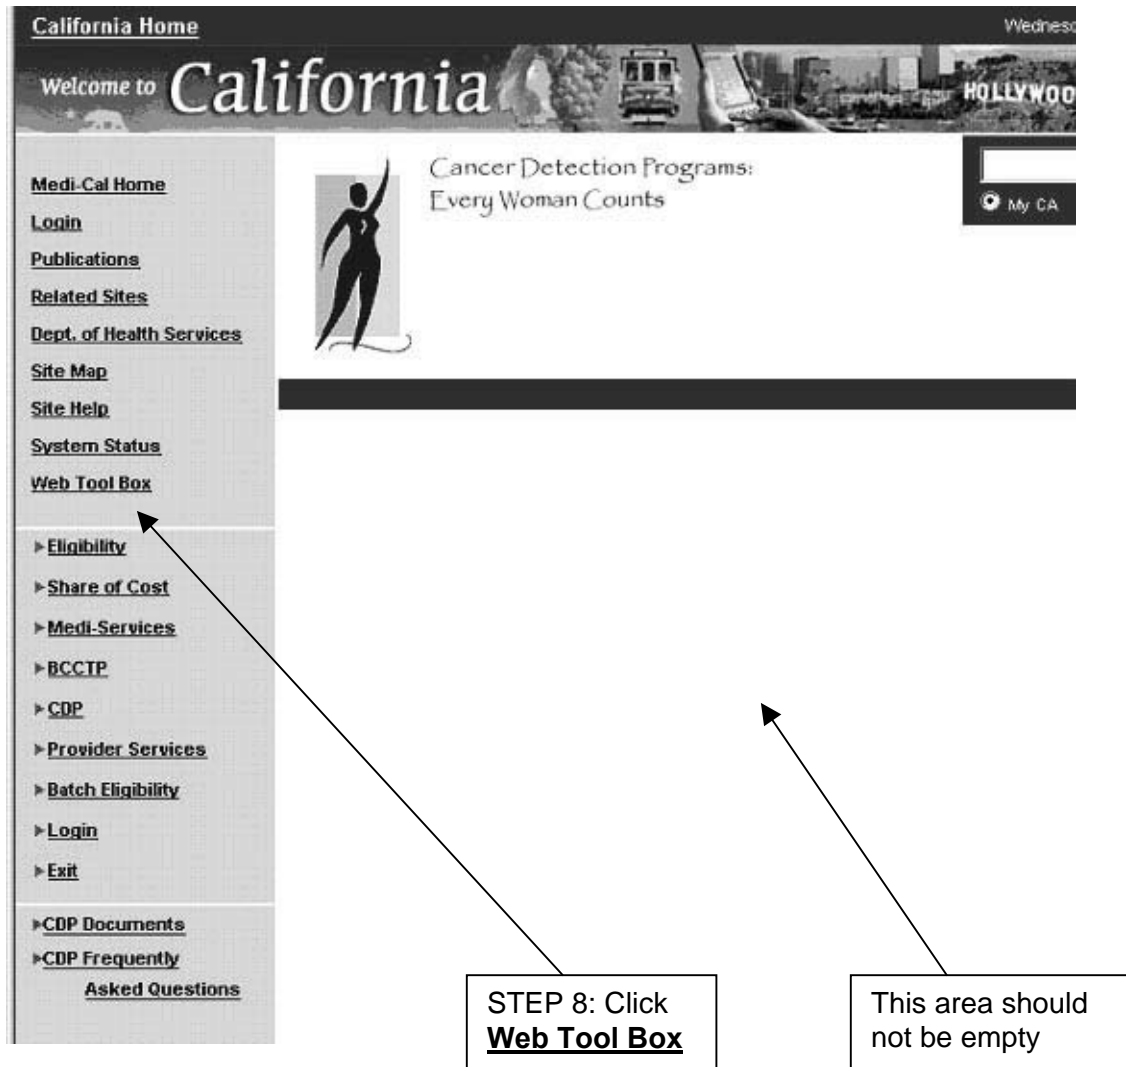 California Home
Welcome to California
HOLLYWOO
Cancer Detection Programs:
Every Woman Counts
My CA
Medi-Cal Home
Login
Publications
Related Sites
Dept. of Health Services
Site Map
Site Help
System Status
Web Tool Box
Eligibility
Share of Cost
Medi-Services
BCCTP
CDP
Provider Services
Batch Eligibility
Login
Exit
CDP Documents
CDP Frequently
Asked Questions
STEP 8: Click
Web Tool Box
This area should
not be empty